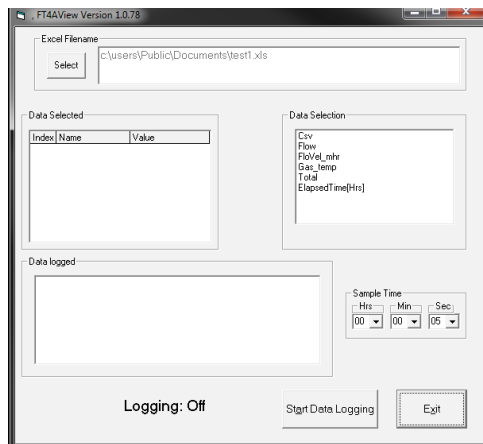 , FT4AView Version 1.0.78
Excel Filename
Select
c:\users\Public\Documents\test1.xls
Data Selected
Index Name Value
Data Selection
Csv
Flow
FloVel_mhr
Gas_temp
Total
ElapsedTime(Hrs)
Data logged
Sample Time
Hrs Min Sec
00 00 05
Logging: Off
Start Data Logging
Exit